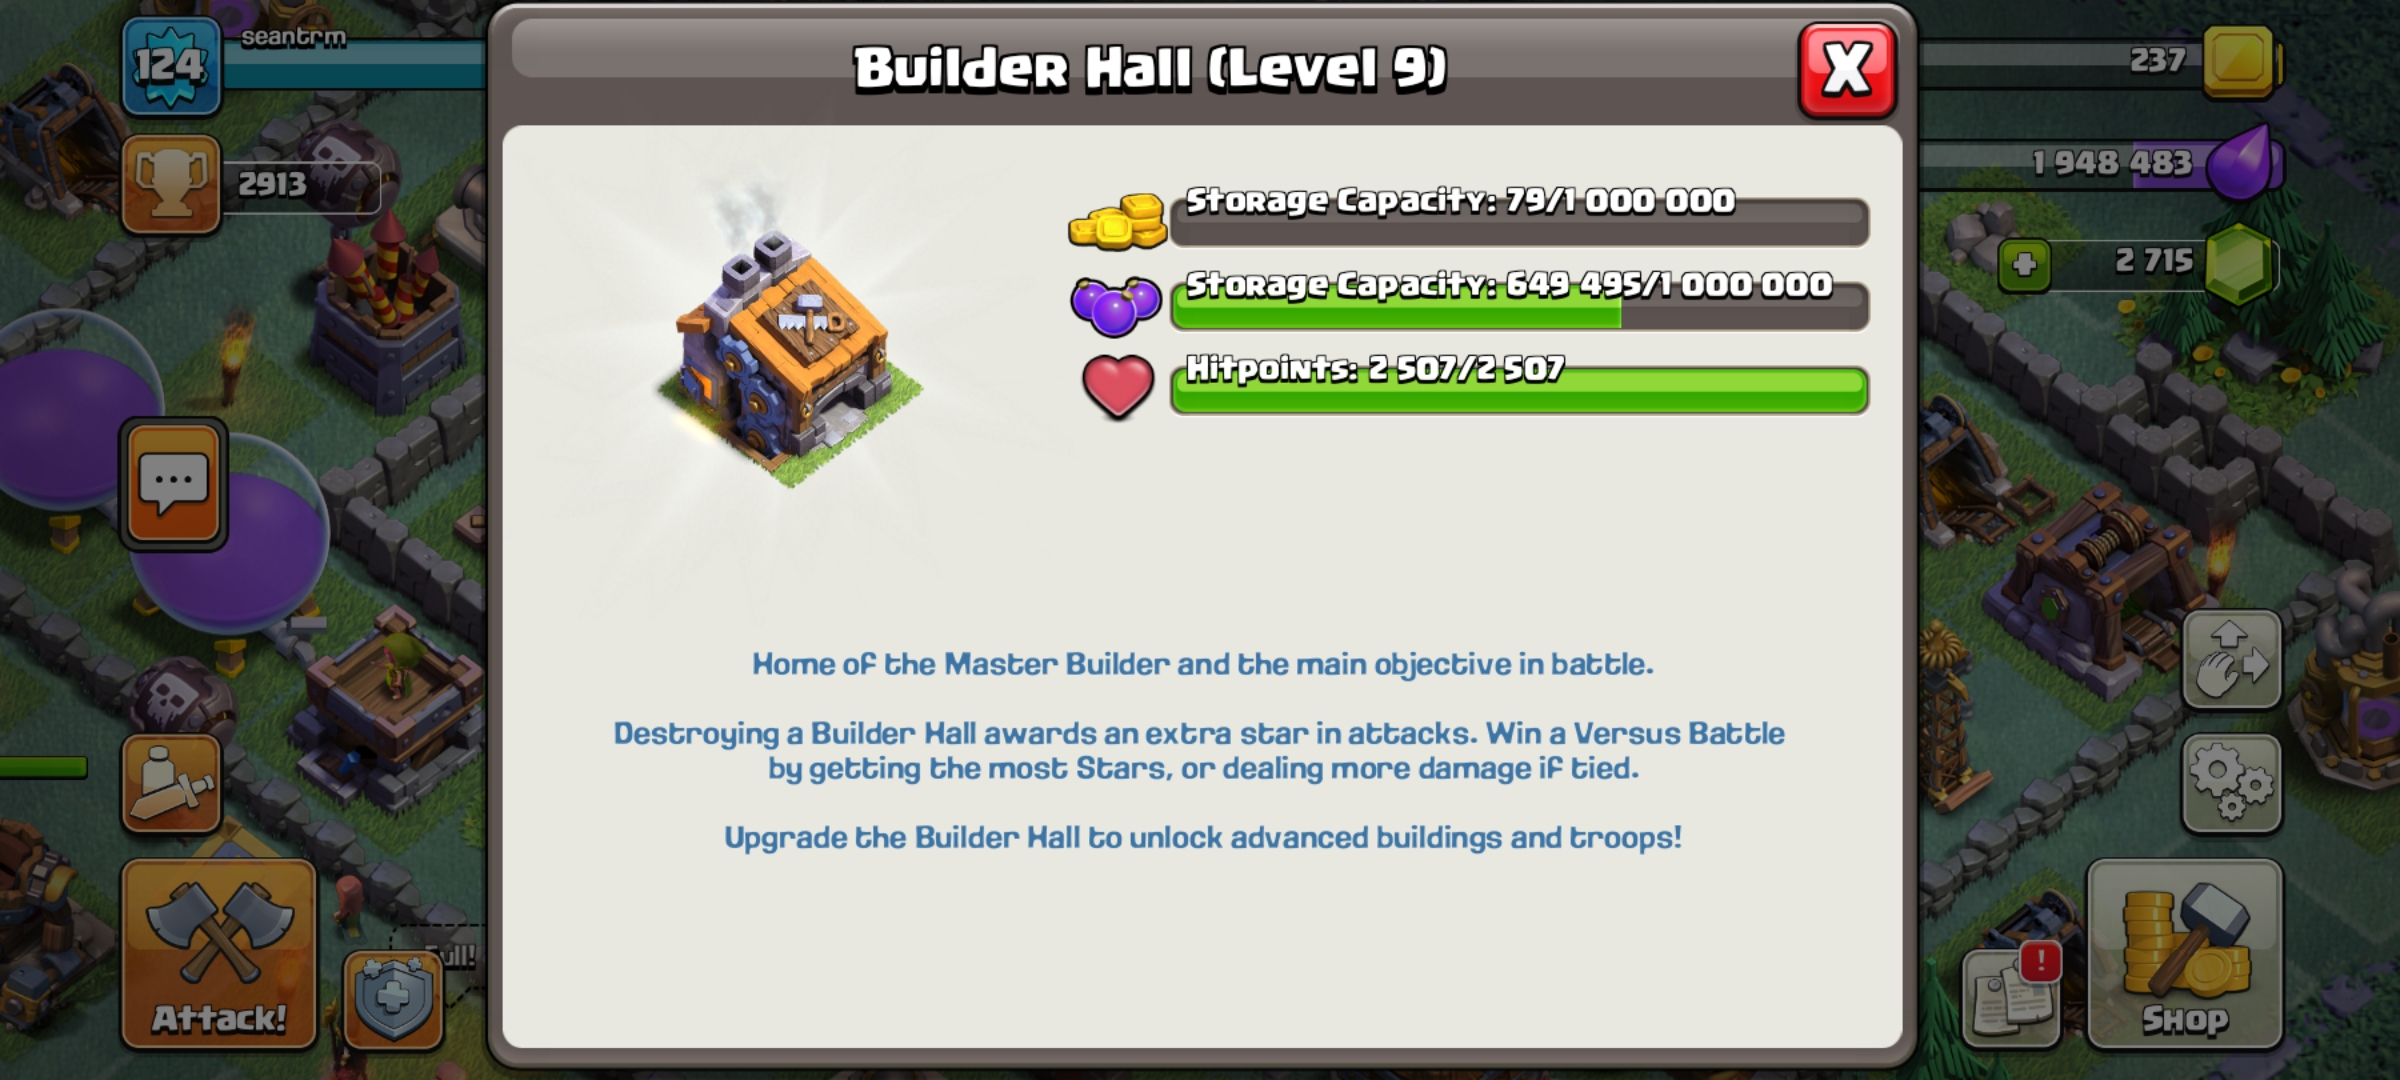 124
seantrm
2913
Builder Hall (Level 9)
X
237
1 948 483
2 715
Storage Capacity: 79/1 000 000
Storage Capacity: 649 495/1 000 000
Hitpoints: 2 507/2 507
Home of the Master Builder and the main objective in battle.
Destroying a Builder Hall awards an extra star in attacks. Win a Versus Battle
by getting the most Stars, or dealing more damage if tied.
Upgrade the Builder Hall to unlock advanced buildings and troops!
Attack!
!
Shop